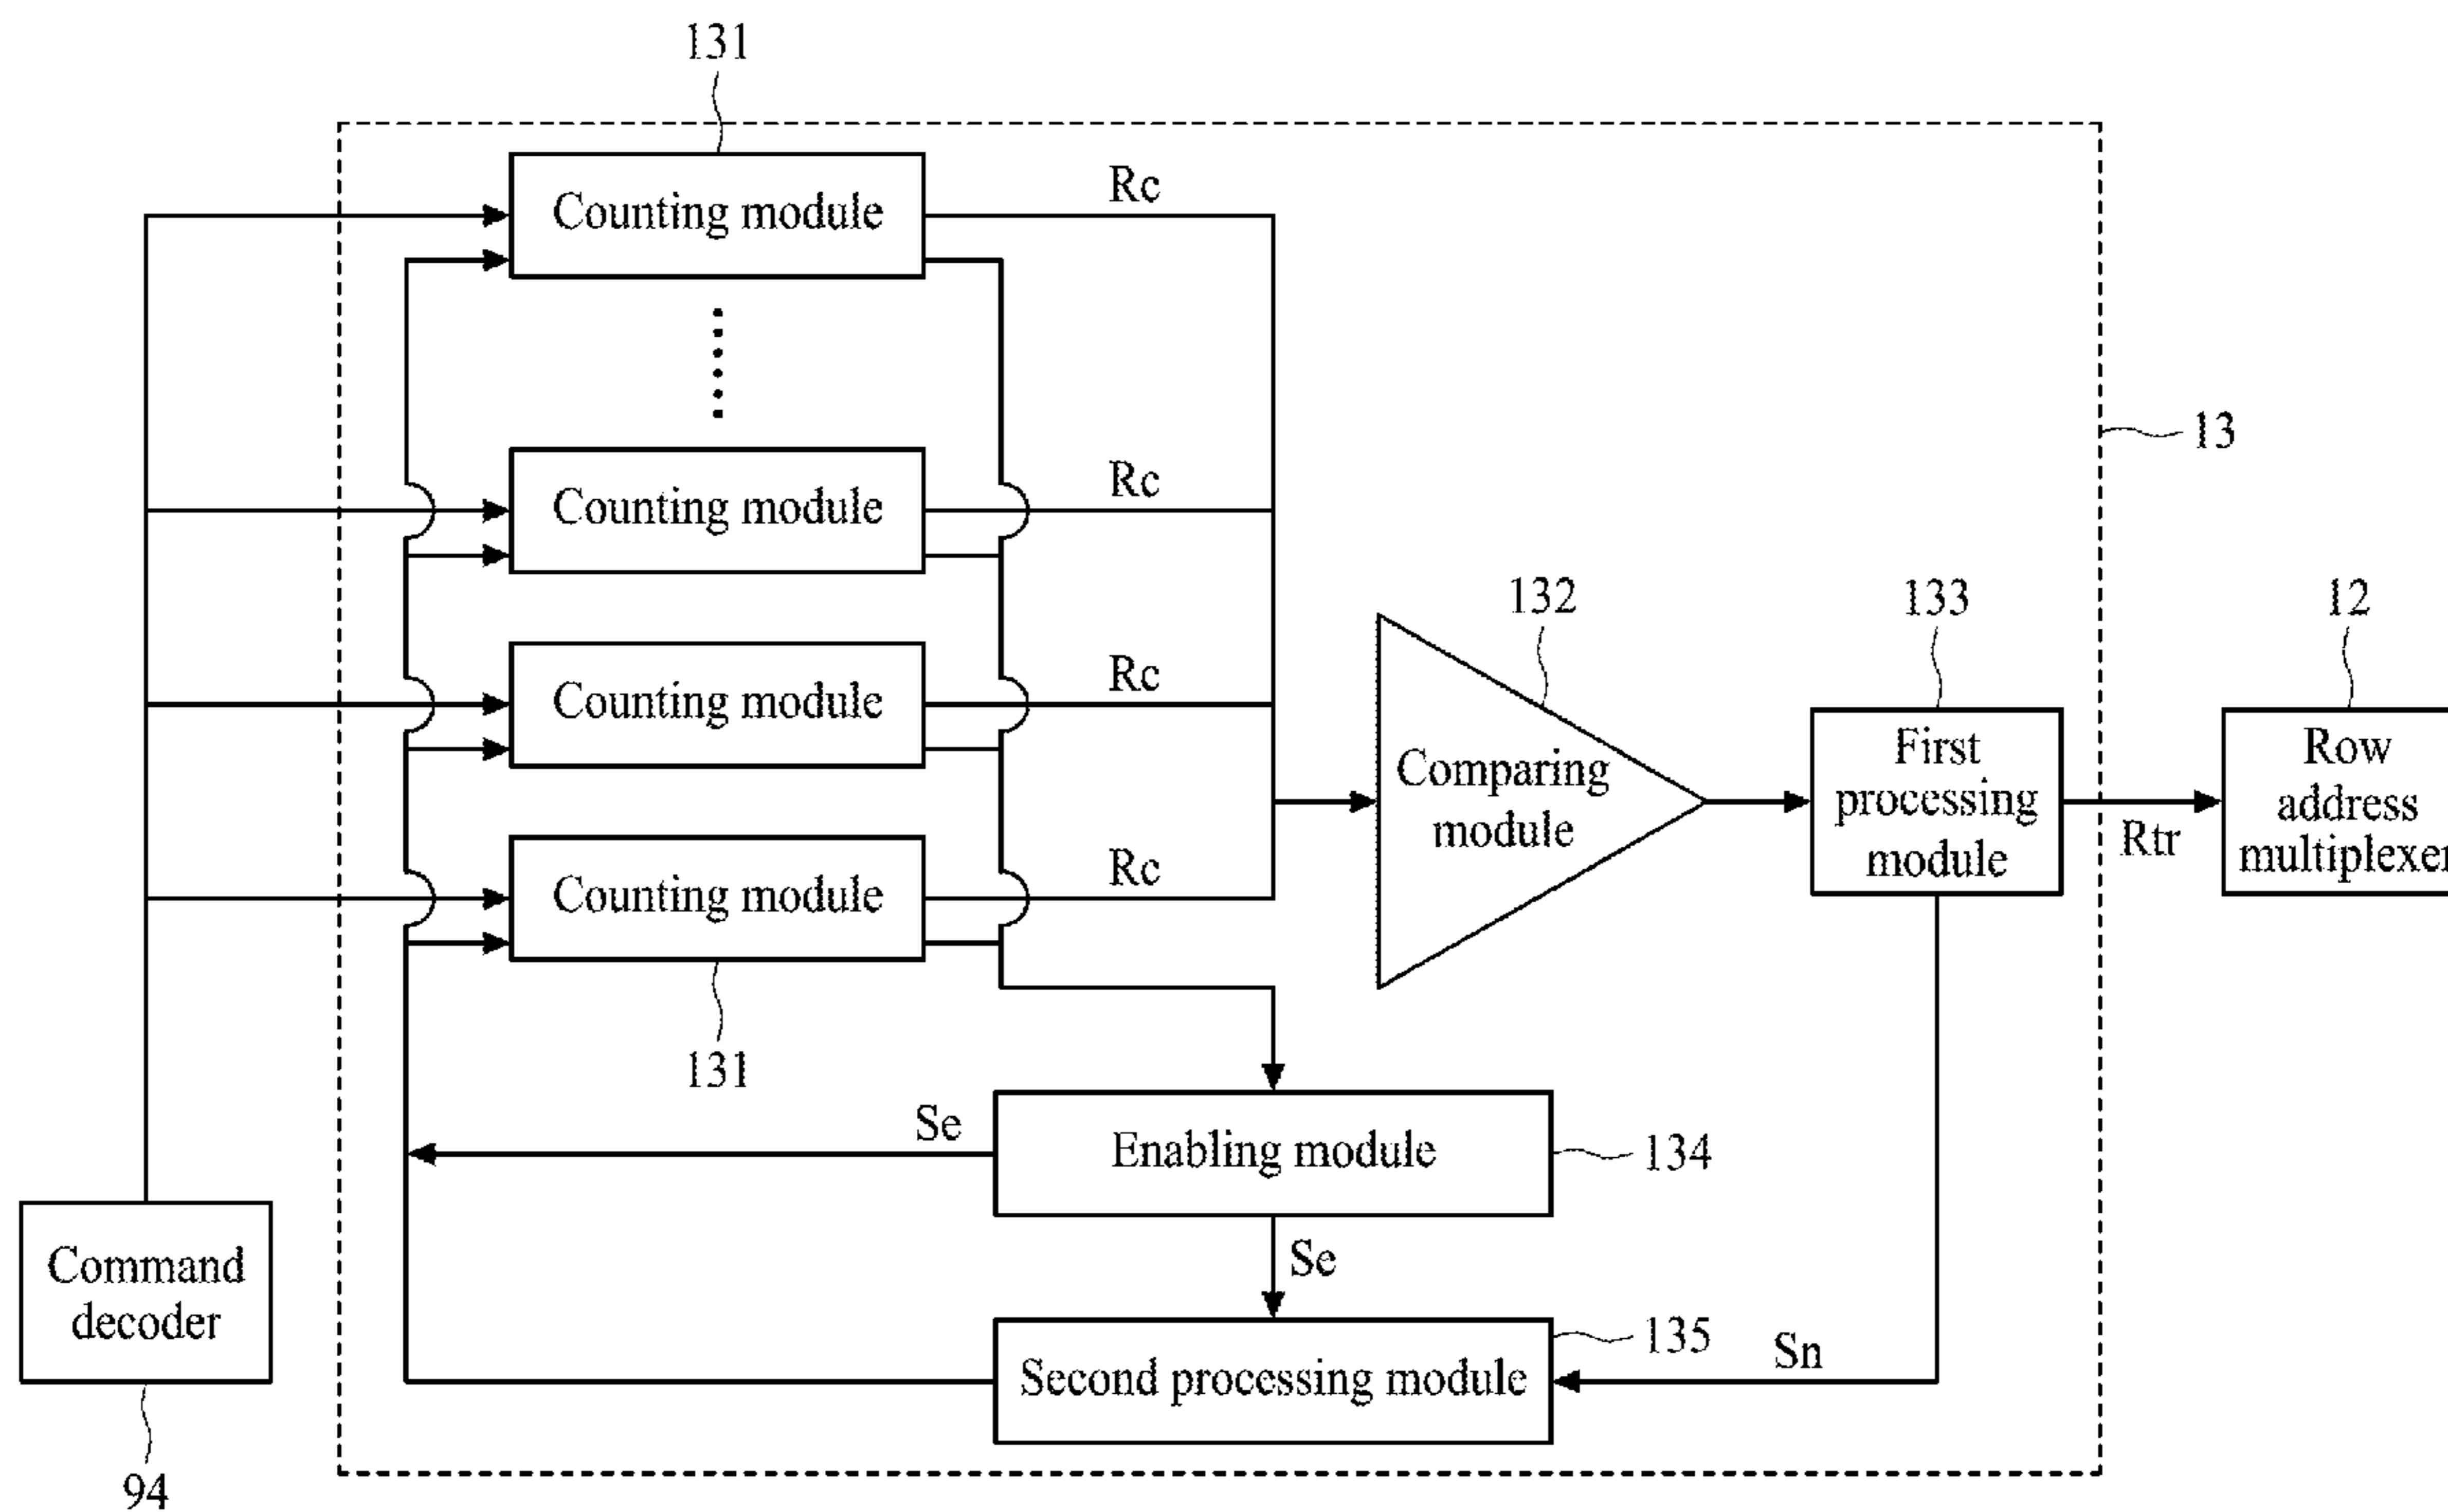 131
Counting module
Rc
Counting module
Rc
13
Counting module
Rc
132
133
12
Comparing
module
First
processing
module
Row
address
multiplexer
Rtr
Counting module
Rc
131
Se
Enabling module
134
Se
Command
decoder
135
Second processing module
Sn
94